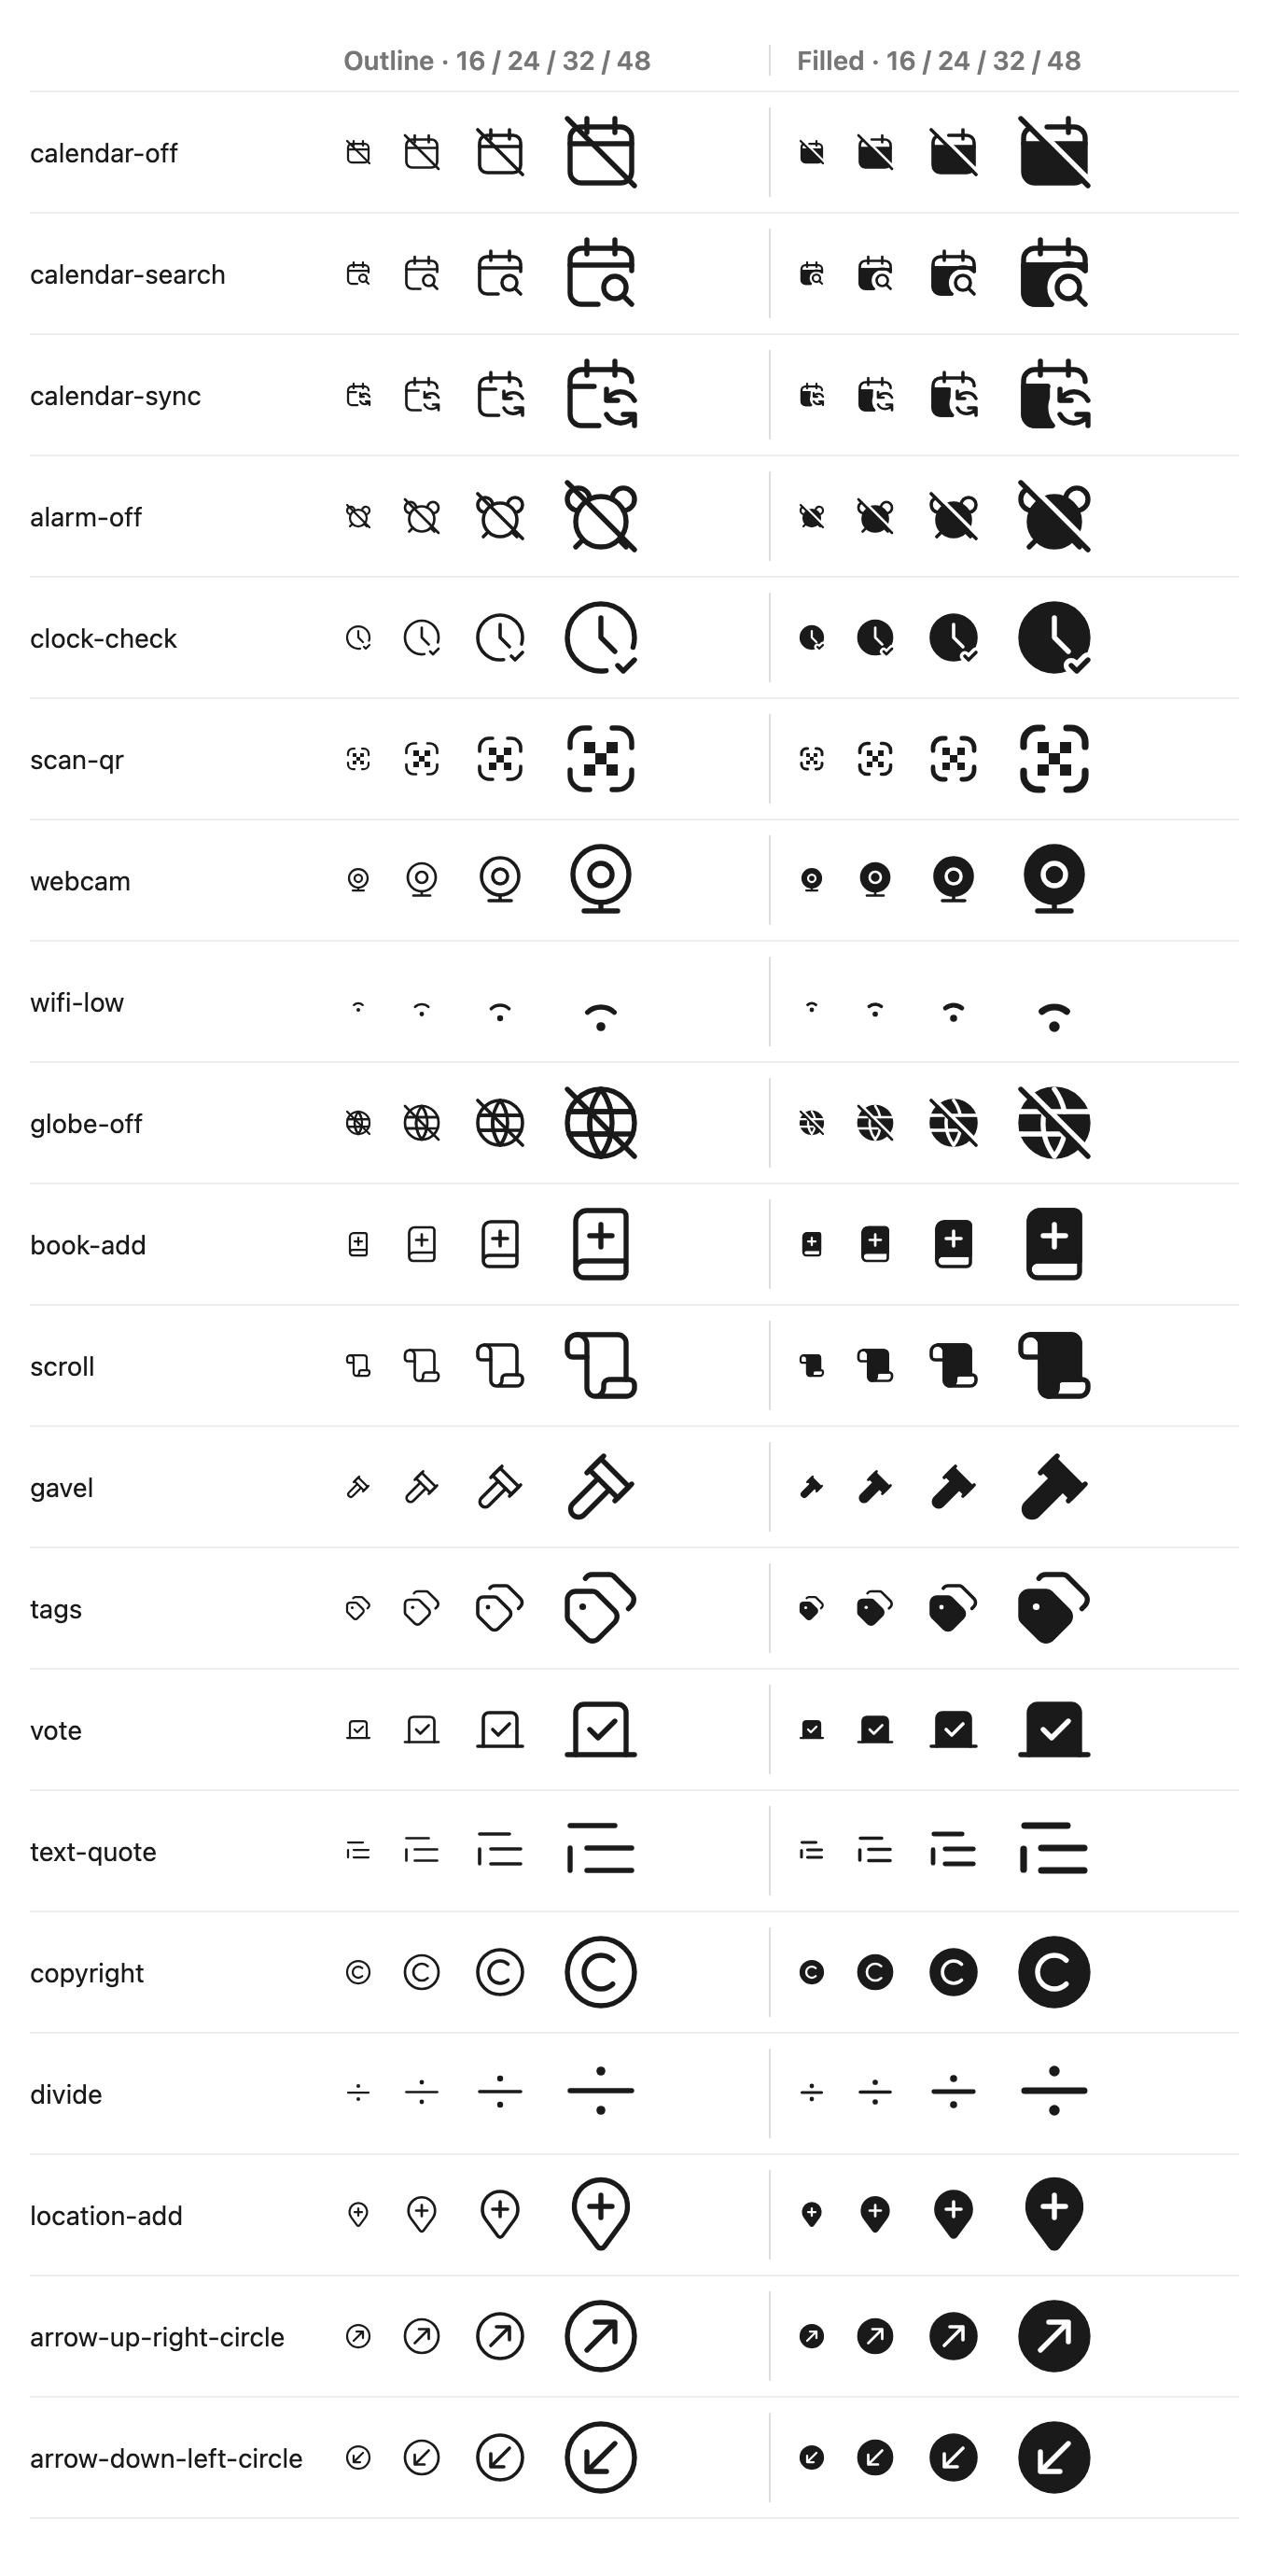 Outline · 16 / 24 / 32 / 48
Filled · 16 / 24 / 32 / 48
calendar-off
calendar-search
calendar-sync
alarm-off
clock-check
scan-qr
webcam
wifi-low
globe-off
book-add
scroll
gavel
tags
vote
text-quote
copyright
divide
location-add
arrow-up-right-circle
arrow-down-left-circle